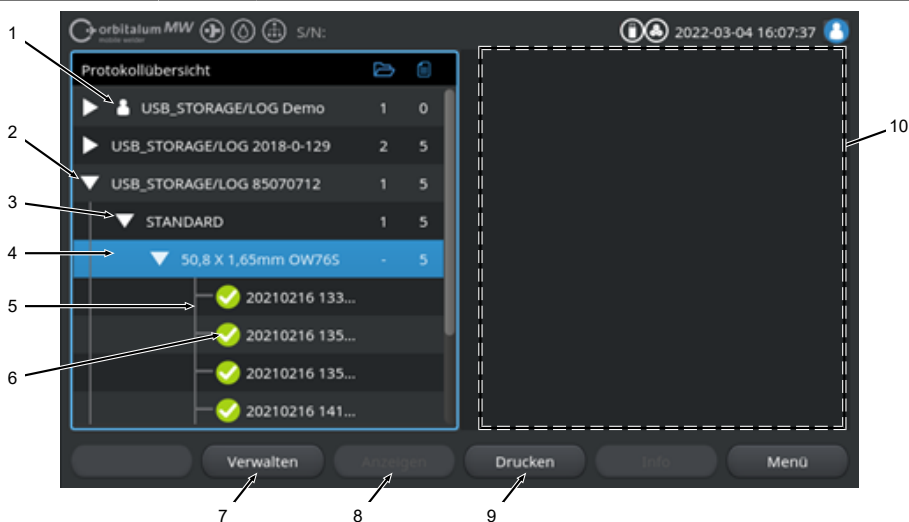 orbitalum MW S/N: 2022-03-04 16:07:37
mobile welder
Protokollübersicht
USB_STORAGE/LOG Demo 1 0
USB_STORAGE/LOG 2018-0-129 2 5
USB_STORAGE/LOG 85070712 1 5
STANDARD 1 5
50,8 X 1,65mm OW76S - 5
20210216 133...
20210216 135...
20210216 135...
20210216 141...
Verwalten Anzeigen Drucken Info Menü
1
2
3
4
5
6
7
8
9
10